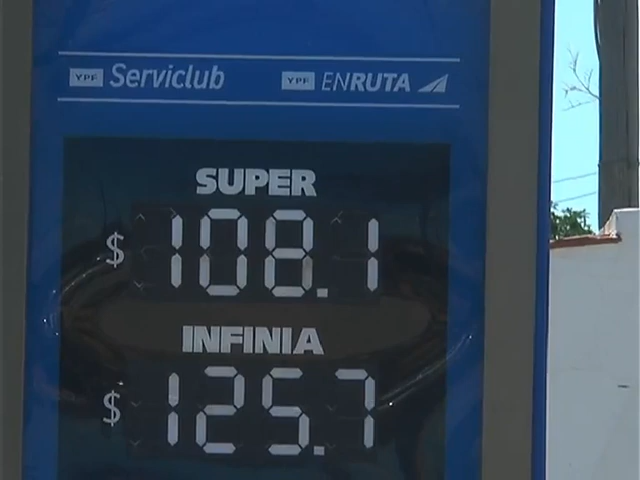 YPF Serviclub YPF ENRUTA
SUPER
$ 108.1
INFINIA
$ 125.7